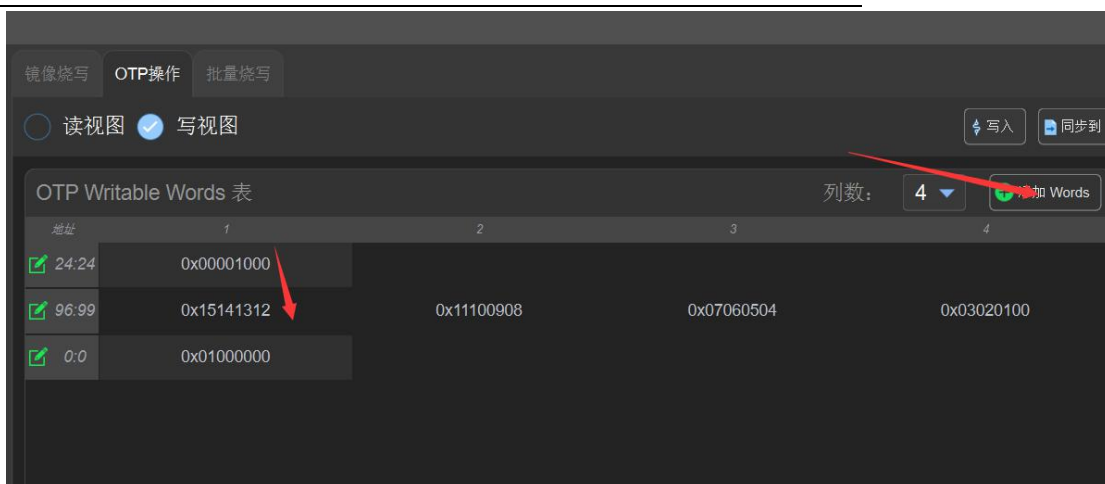 镜像烧写 OTP操作 批量烧写
读视图 写视图 写入 同步到
OTP Writable Words 表 列数： 4 Words
地址 1 2 3 4
24:24 0x00001000
96:99 0x15141312 0x11100908 0x07060504 0x03020100
0:0 0x01000000